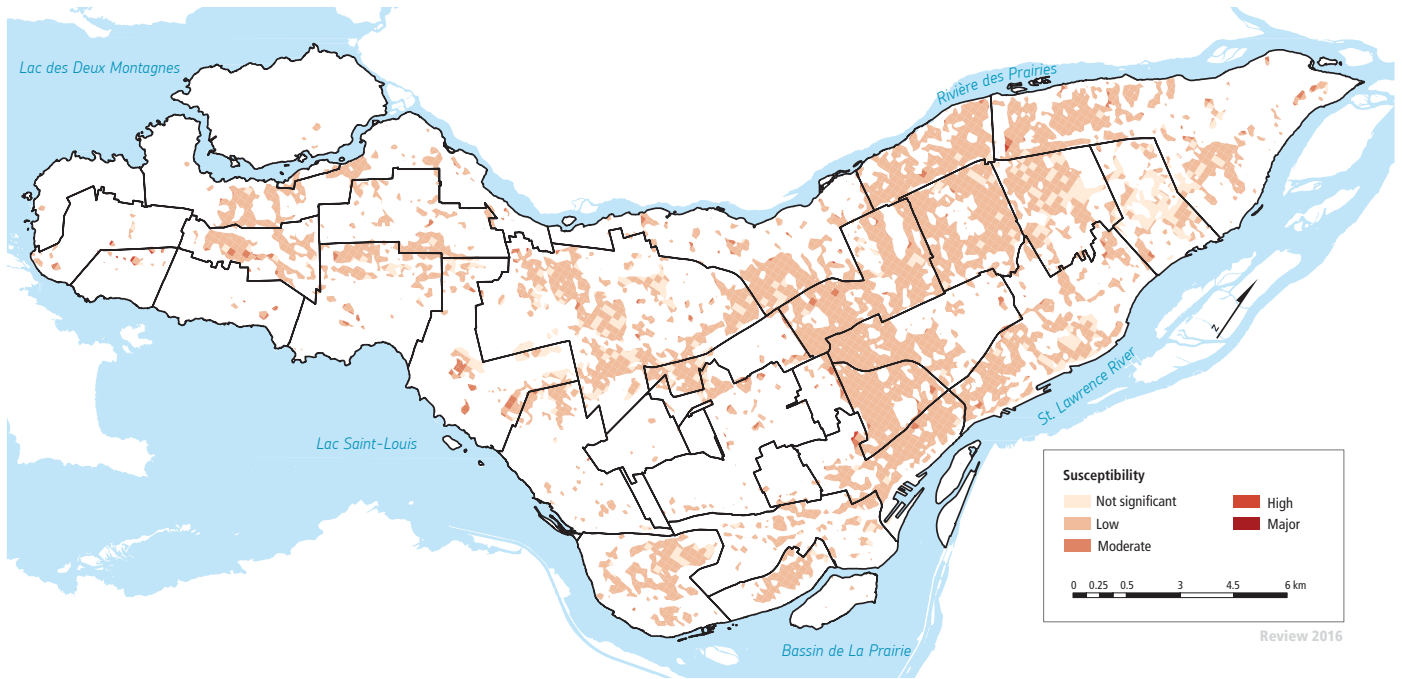 Lac des Deux Montagnes
Rivière des Prairies
N
St. Lawrence River
Lac Saint-Louis
Bassin de La Prairie
Susceptibility
Not significant
Low
Moderate
High
Major
0 0.25 0.5 3 4.5 6 km
Review 2016